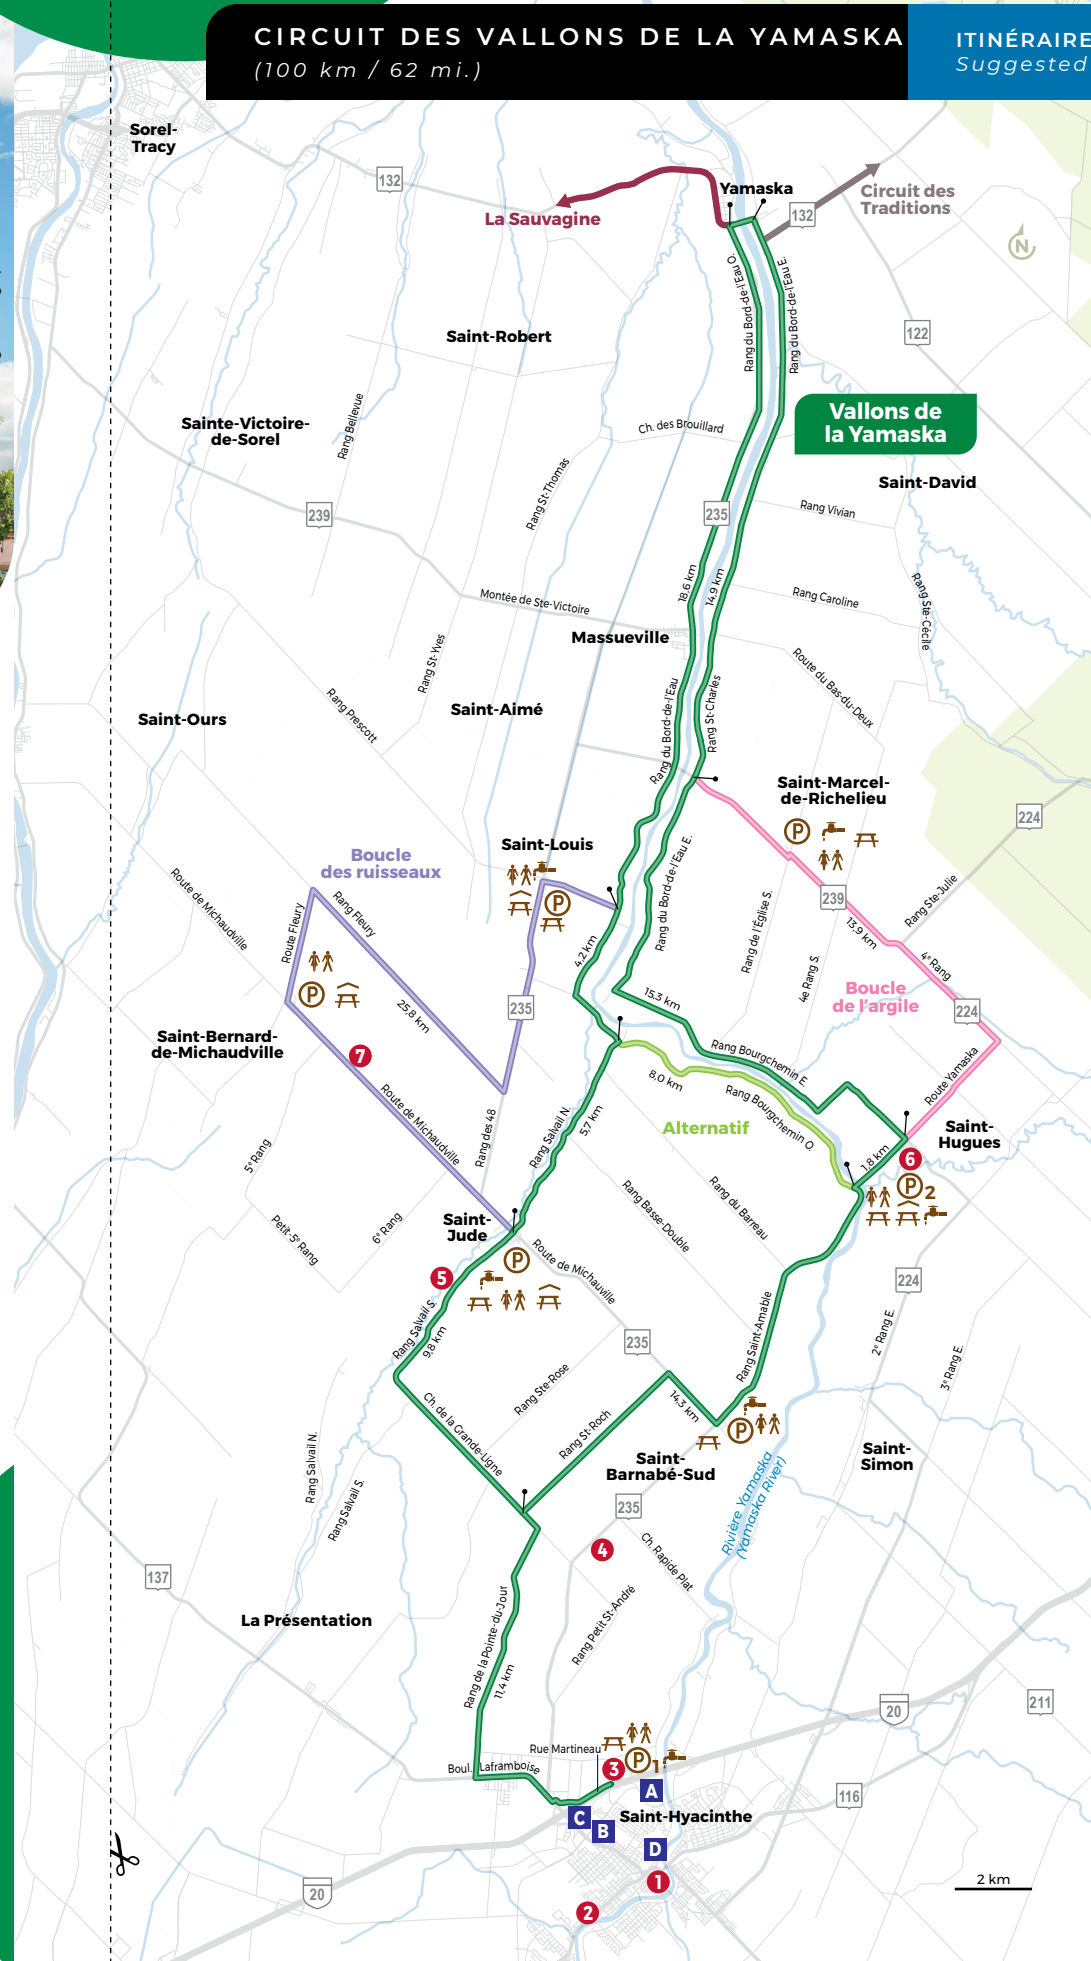 CIRCUIT DES VALLONS DE LA YAMASKA
(100 km / 62 mi.)
ITINÉRAIRE
Suggested
Sorel-
Tracy
132
Yamaska
La Sauvagine
132
Circuit des
Traditions
N
Rang du Bord-de-l'Eau O.
Rang du Bord-de-l'Eau E.
122
Saint-Robert
Vallons de
la Yamaska
Sainte-Victoire-
de-Sorel
Rang Bellevue
Ch. des Brouillard
Saint-David
Rang St-Thomas
239
235
Rang Vivian
18,6 km
14,9 km
Montée de Ste-Victoire
Rang Caroline
Rang Ste-Cécile
Massueville
Rang St-Yves
Route du Bas-du-Deux
Saint-Ours
Rang Prescott
Saint-Aimé
Rang du Bord-de-l'Eau
Rang St-Charles
Saint-Marcel-
de-Richelieu
P
224
Saint-Louis
P
Boucle
des ruisseaux
Route de Michaudville
Route Fleury
Rang Fleury
Rang du Bord-de-l'Eau E.
239
Rang Ste-Julie
13,9 km
Rang de l'Église S.
4e Rang S.
4e Rang
4,2 km
P
25,8 km
235
15,3 km
Boucle
de l'argile
224
Saint-Bernard-
de-Michaudville
7
Rang Bourgchemin E.
8,0 km
Rang Bourgchemin O.
Route Yamaska
Route de Michaudville
Rang des 48
Rang Salvail N.
5,7 km
Alternatif
Saint-
Hugues
5e Rang
1,8 km
6
P 2
Rang Basse-Double
Rang du Barreau
Petit-5e Rang
6e Rang
Saint-
Jude
P
Route de Michauville
5
224
Rang Salvail S.
9,8 km
235
Rang Saint-Amable
2e Rang E.
3e Rang E.
Ch. de la Grande-Ligne
Rang Ste-Rose
14,3 km
P
Rang St-Roch
Saint-
Barnabé-Sud
Saint-
Simon
Rang Salvail N.
Rang Salvail S.
235
Rivière Yamaska
(Yamaska River)
4
Ch. Rapide Plat
137
Rang Petit St-André
La Présentation
Rang de la Pointe-du-Jour
11,4 km
20
211
Rue Martineau
P 1
Boul. Laframboise
3
A
116
C
B
Saint-Hyacinthe
D
1
20
2
2 km